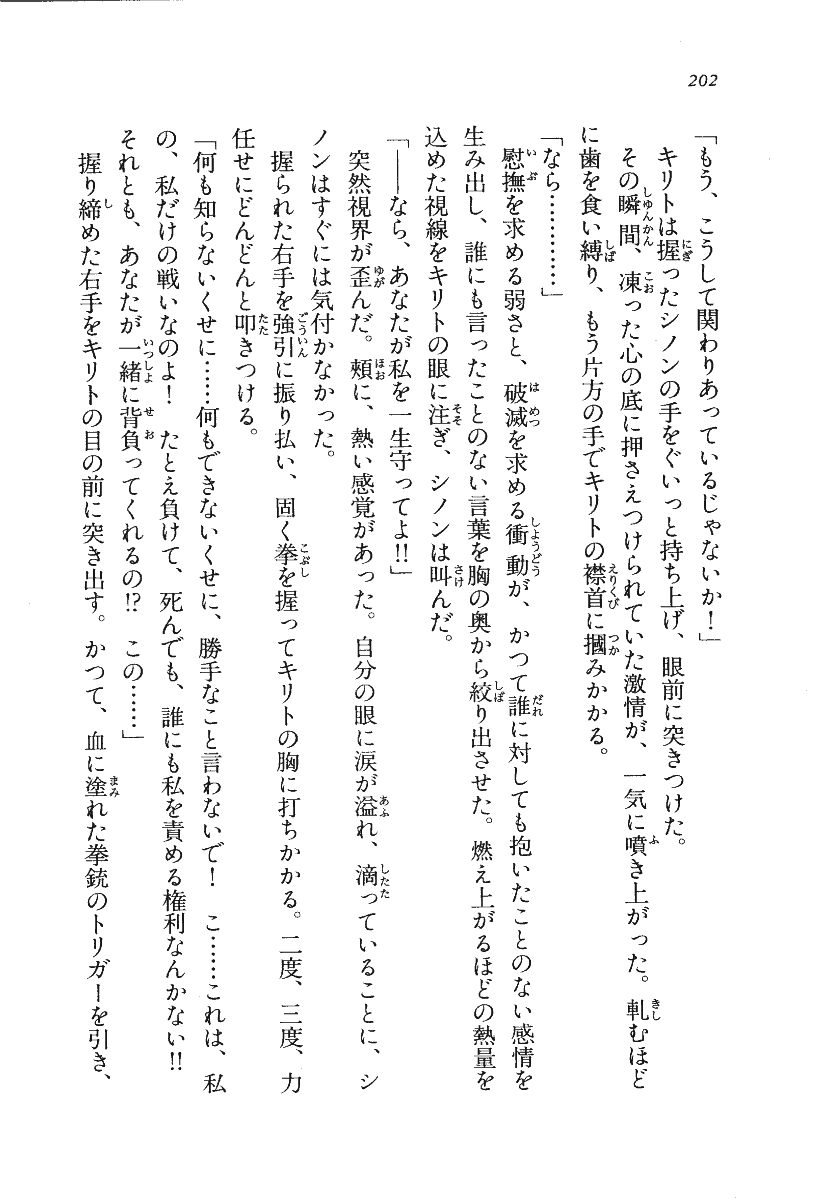 202
「もう、こうして関わりあっているじゃないか！」
キリトは握ったシノンの手をぐいっと持ち上げ、眼前に突きつけた。
その瞬間、凍った心の底に押さえつけられていた激情が、一気に噴き上がった。軋むほど
に歯を食い縛り、もう片方の手でキリトの襟首に摑みかかる。
「なら…………」
慰撫を求める弱さと、破滅を求める衝動が、かつて誰に対しても抱いたことのない感情を
生み出し、誰にも言ったことのない言葉を胸の奥から絞り出させた。燃え上がるほどの熱量を
込めた視線をキリトの眼に注ぎ、シノンは叫んだ。
「――なら、あなたが私を一生守ってよ!!」
突然視界が歪んだ。頰に、熱い感覚があった。自分の眼に涙が溢れ、滴っていることに、シ
ノンはすぐには気付かなかった。
握られた右手を強引に振り払い、固く拳を握ってキリトの胸に打ちかかる。二度、三度、力
任せにどんどんと叩きつける。
「何も知らないくせに……何もできないくせに、勝手なこと言わないで！　こ……これは、私
の、私だけの戦いなのよ！　たとえ負けて、死んでも、誰にも私を責める権利なんかない!!
それとも、あなたが一緒に背負ってくれるの!?　この……」
握り締めた右手をキリトの目の前に突き出す。かつて、血に塗れた拳銃のトリガーを引き、